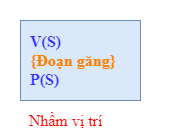 V(S)
{Đoạn găng}
P(S)
Nhầm vị trí